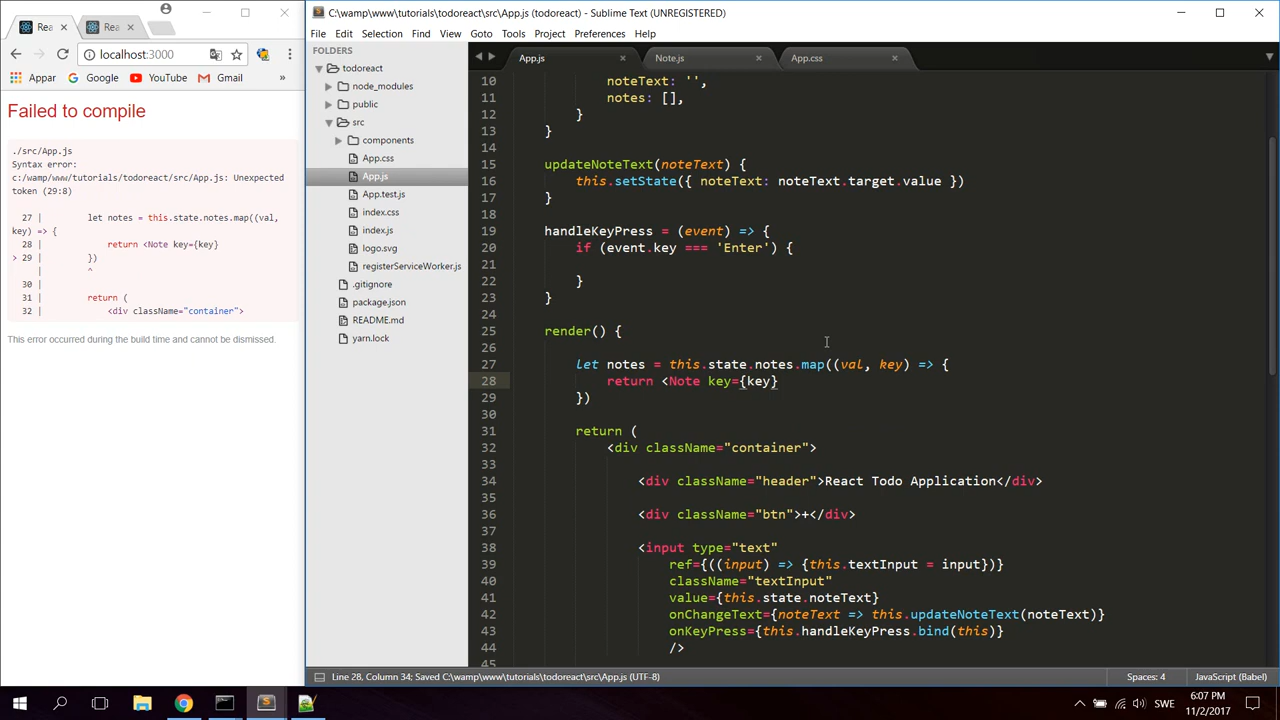 C:\wamp\www\tutorials\todoreact\src\App.js (todoreact) - Sublime Text (UNREGISTERED)
Rea
Rea
File Edit Selection Find View Goto Tools Project Preferences Help
localhost:3000
Appar Google YouTube Gmail »
Failed to compile
./src/App.js
Syntax error:
c:/wamp/www/tutorials/todoreact/src/App.js: Unexpected
token (29:8)
27 | let notes = this.state.notes.map((val,
key) => {
28 | return <Note key={key}
> 29 | })
| ^
30 |
31 | return (
32 | <div className="container">
This error occurred during the build time and cannot be dismissed.
FOLDERS
todoreact
node_modules
public
src
components
App.css
App.js
App.test.js
index.css
index.js
logo.svg
registerServiceWorker.js
.gitignore
package.json
README.md
yarn.lock
App.js Note.js App.css
10 noteText: '',
11 notes: [],
12 }
13 }
14
15 updateNoteText(noteText) {
16 this.setState({ noteText: noteText.target.value })
17 }
18
19 handleKeyPress = (event) => {
20 if (event.key === 'Enter') {
21
22 }
23 }
24
25 render() {
26
27 let notes = this.state.notes.map((val, key) => {
28 return <Note key={key}
29 })
30
31 return (
32 <div className="container">
33
34 <div className="header">React Todo Application</div>
35
36 <div className="btn">+</div>
37
38 <input type="text"
39 ref={((input) => {this.textInput = input})}
40 className="textInput"
41 value={this.state.noteText}
42 onChangeText={noteText => this.updateNoteText(noteText)}
43 onKeyPress={this.handleKeyPress.bind(this)}
44 />
45
Line 28, Column 34; Saved C:\wamp\www\tutorials\todoreact\src\App.js (UTF-8)
Spaces: 4
JavaScript (Babel)
SWE
6:07 PM
11/2/2017